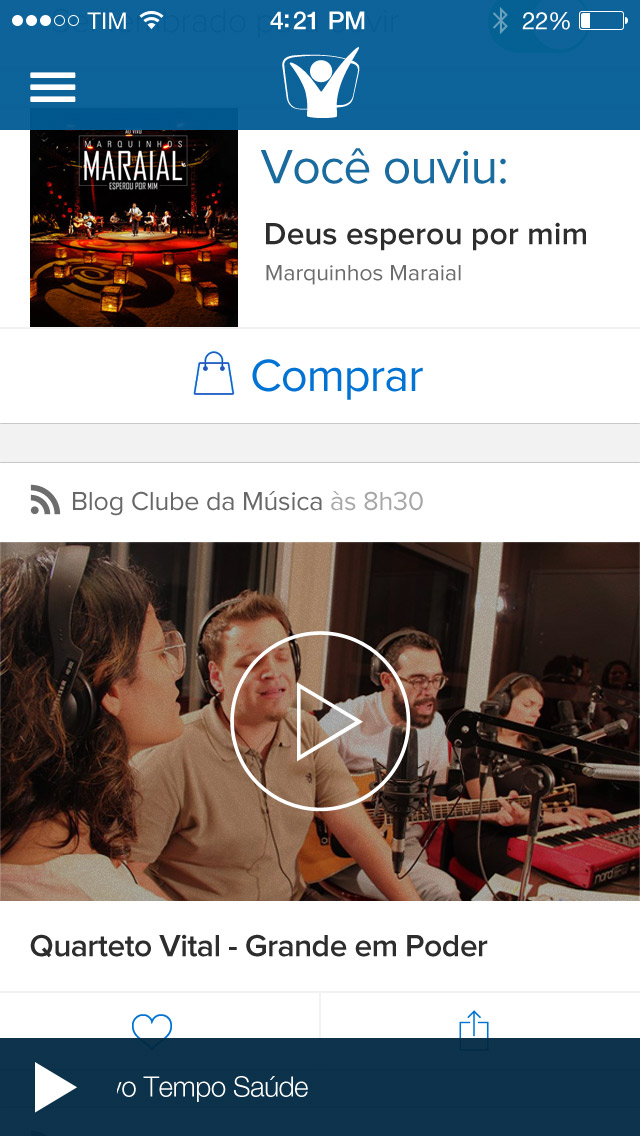 TIM 4:21 PM 22%
AO VIVO
MARQUINHOS
MARAIAL
ESPEROU POR MIM
Você ouviu:
Deus esperou por mim
Marquinhos Maraial
Comprar
Blog Clube da Música às 8h30
nord
Quarteto Vital - Grande em Poder
vo Tempo Saúde